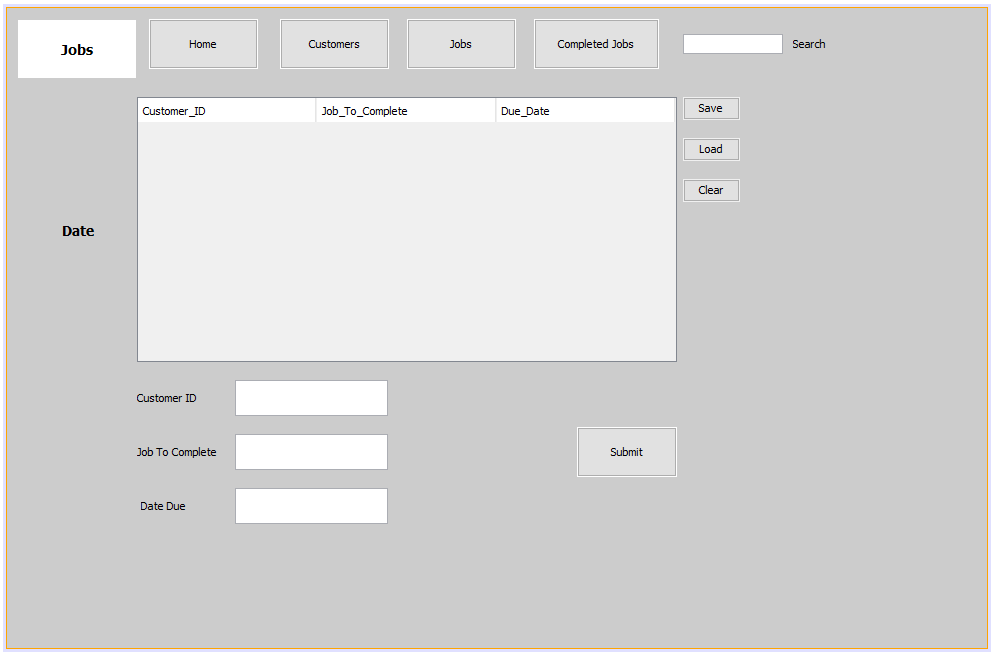 Jobs
Home
Customers
Jobs
Completed Jobs
Search
Customer_ID
Job_To_Complete
Due_Date
Save
Load
Clear
Date
Customer ID
Job To Complete
Submit
Date Due